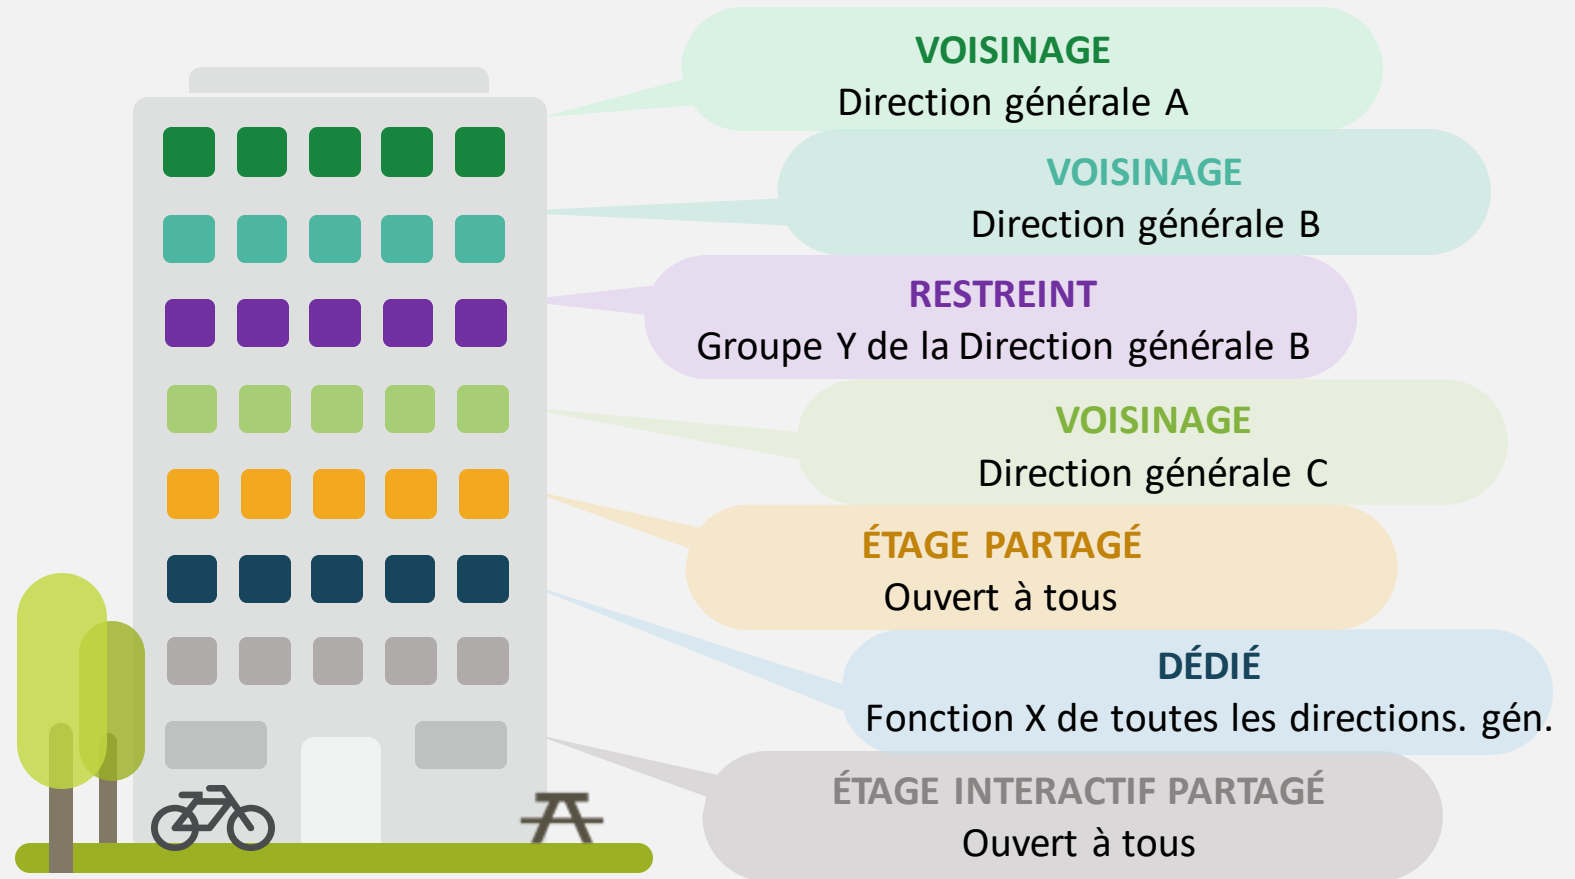 VOISINAGE
Direction générale A
VOISINAGE
Direction générale B
RESTREINT
Groupe Y de la Direction générale B
VOISINAGE
Direction générale C
ÉTAGE PARTAGÉ
Ouvert à tous
DÉDIÉ
Fonction X de toutes les directions. gén.
ÉTAGE INTERACTIF PARTAGÉ
Ouvert à tous